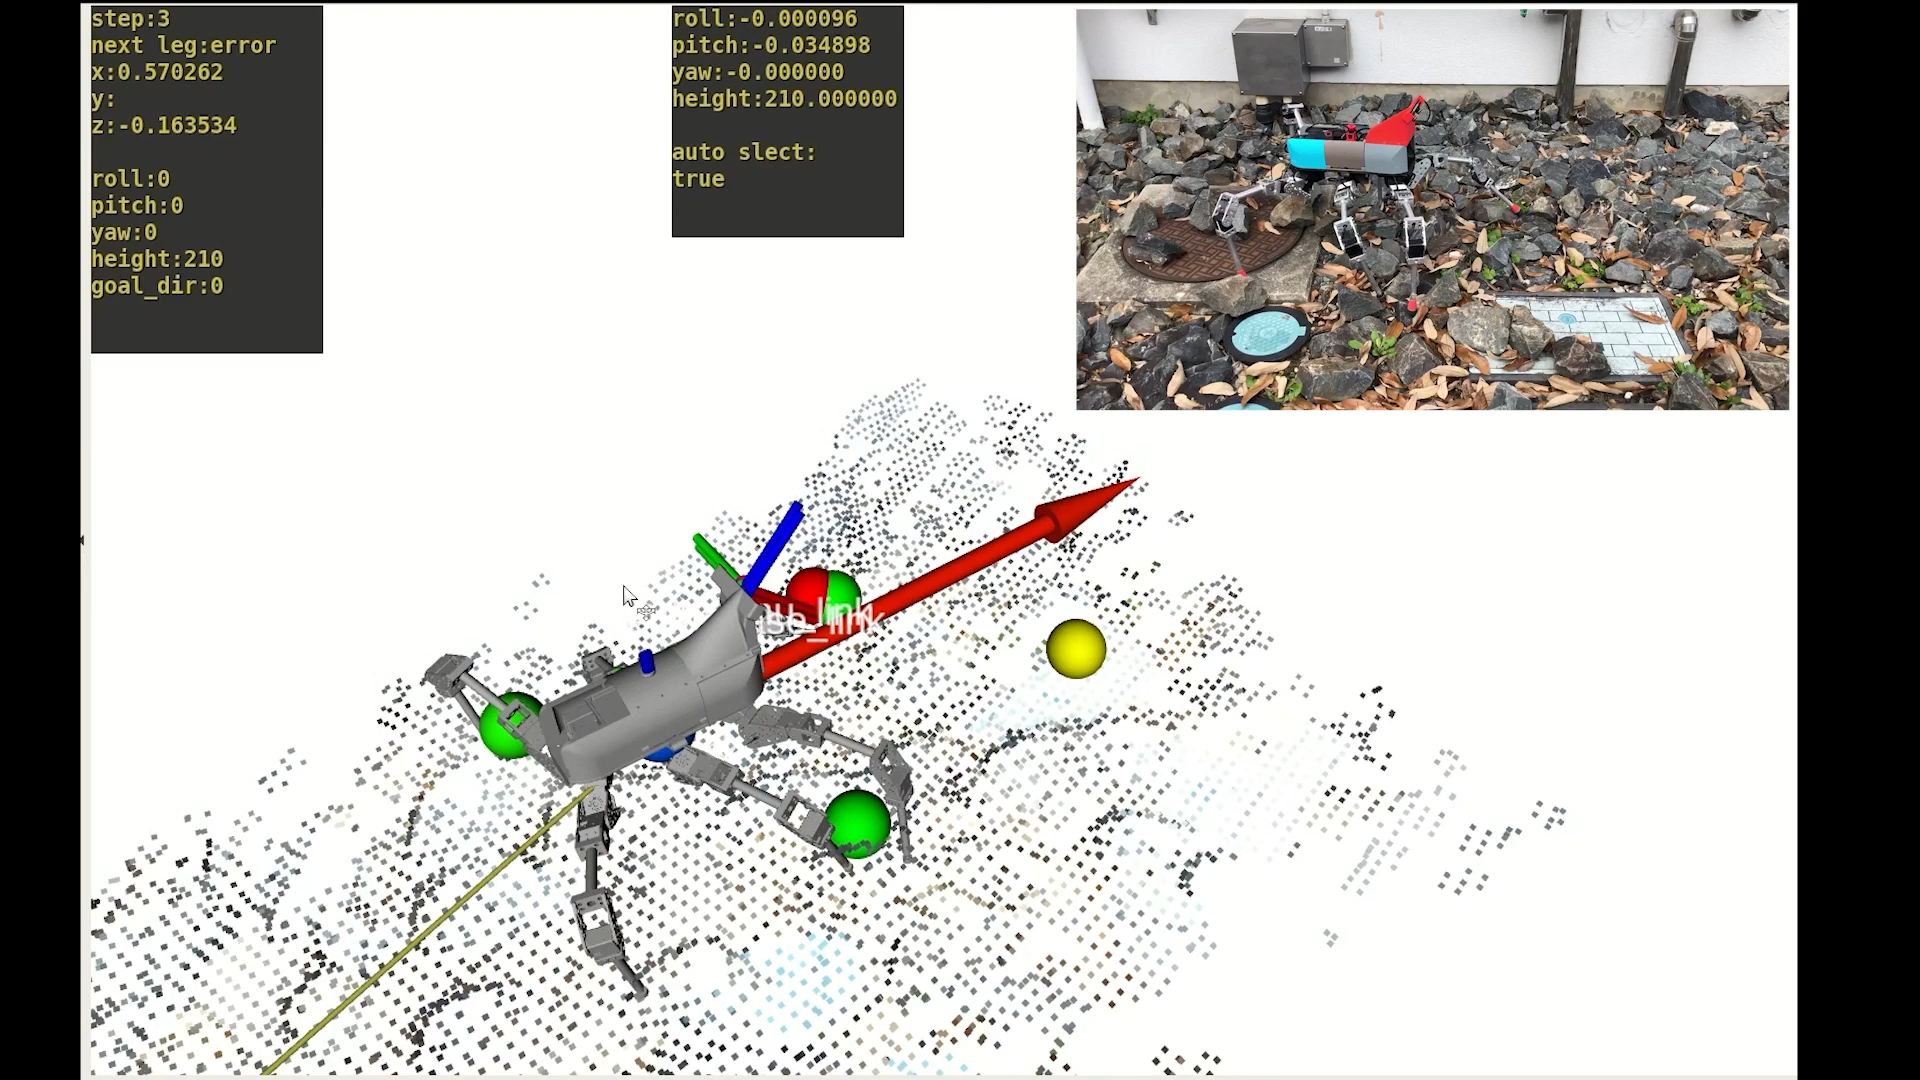 step:3
next leg:error
x:0.570262
y:
z:-0.163534
roll:0
pitch:0
yaw:0
height:210
goal_dir:0
roll:-0.000096
pitch:-0.034898
yaw:-0.000000
height:210.000000
auto slect:
true